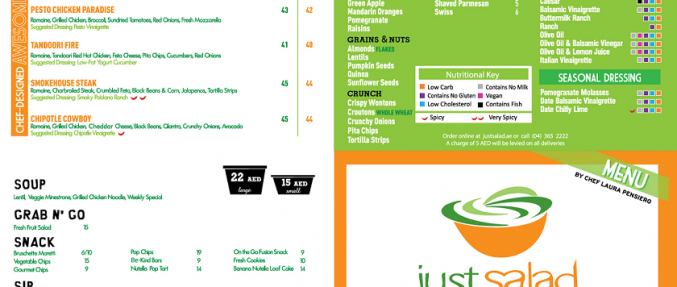 CHEF-DESIGNED AWESOM
PESTO CHICKEN PARADISE 43 42
Romaine, Grilled Chicken, Broccoli, Sundried Tomatoes, Red Onions, Fresh Mozzarella
Suggested Dressing: Pesto Vinaigrette
TANDOORI FIRE 41 40
Romaine, Tandoori Red Hot Chicken, Feta Cheese, Pita Chips, Cucumbers, Red Onions
Suggested Dressing: Low-Fat Yogurt Cucumber
SMOKEHOUSE STEAK 45 44
Romaine, Charbroiled Steak, Crumbled Feta, Black Beans & Corn, Jalapenos, Tortilla Strips
Suggested Dressing: Smoky Poblano Ranch
CHIPOTLE COWBOY 45 44
Romaine, Grilled Chicken, Cheddar Cheese, Black Beans, Cilantro, Crunchy Onions, Avocado
Suggested Dressing: Chipotle Vinaigrette
SOUP
Lentil, Veggie Minestrone, Grilled Chicken Noodle, Weekly Special
22 AED
large
15 AED
small
GRAB N' GO
Fresh Fruit Salad 15
SNACK
Bruschette Maretti 6/10
Vegetable Chips 15
Gourmet Chips 9
Pop Chips 19
Be-Kind Bars 9
Nutella Pop Tart 14
On the Go Fusion Snack 9
Fresh Cookies 10
Banana Nutella Loaf Cake 14
SIP
Green Apple
Mandarin Oranges
Pomegranate
Raisins
GRAINS & NUTS
Almonds FLAKES
Lentils
Pumpkin Seeds
Quinoa
Sunflower Seeds
CRUNCH
Crispy Wontons
Croutons WHOLE WHEAT
Crunchy Onions
Pita Chips
Tortilla Strips
Shaved Parmesan 5
Swiss 6
Nutritional Key
Low Carb
Contains No Milk
Contains No Gluten
Vegan
Low Cholesterol
Contains Fish
Spicy
Very Spicy
Order online at justsalad.ae or call (04) 365 2222
A charge of 5 AED will be levied on all deliveries
Caesar
Balsamic Vinaigrette
Buttermilk Ranch
Ranch
Olive Oil
Olive Oil & Balsamic Vinegar
Olive Oil & Lemon Juice
Italian Vinaigrette
SEASONAL DRESSING
Pomegranate Molasses
Date Balsamic Vinaigrette
Date Chilly Lime
MENU
BY CHEF LAURA PENSIERO
just salad